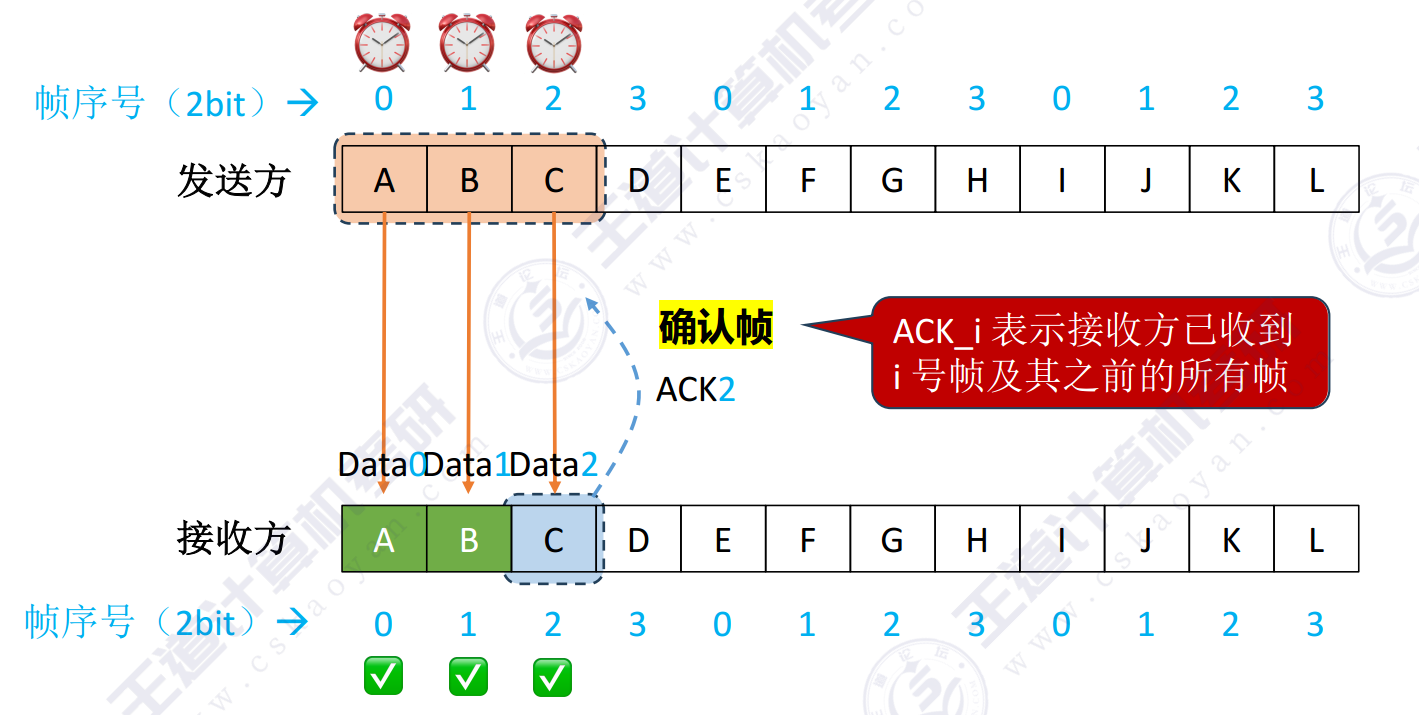 帧序号（2bit）→ 0 1 2 3 0 1 2 3 0 1 2 3
发送方 A B C D E F G H I J K L
确认帧
ACK_i 表示接收方已收到
i 号帧及其之前的所有帧
ACK2
Data0 Data1 Data2
接收方 A B C D E F G H I J K L
帧序号（2bit）→ 0 1 2 3 0 1 2 3 0 1 2 3
王道计算机考研
www.cskaoyan.com